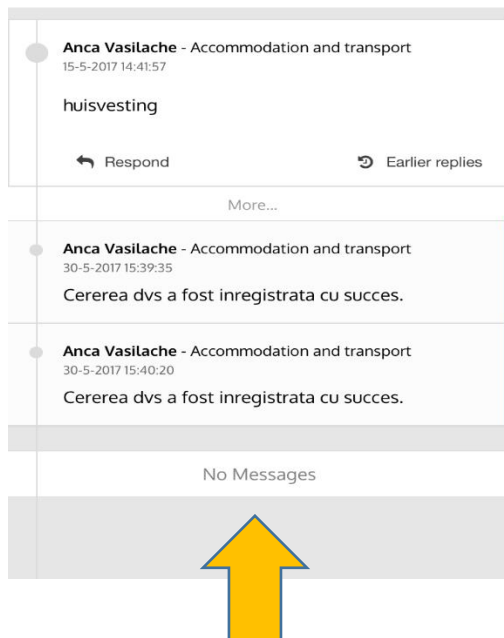 Anca Vasilache - Accommodation and transport
15-5-2017 14:41:57
huisvesting
Respond
Earlier replies
More...
Anca Vasilache - Accommodation and transport
30-5-2017 15:39:35
Cererea dvs a fost inregistrata cu succes.
Anca Vasilache - Accommodation and transport
30-5-2017 15:40:20
Cererea dvs a fost inregistrata cu succes.
No Messages